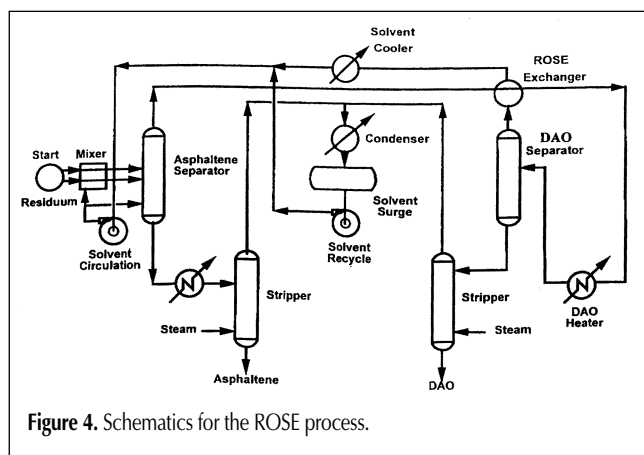 Solvent
Cooler
ROSE
Exchanger
Start
Mixer
Asphaltene
Separator
Condenser
DAO
Separator
Residuum
Solvent
Surge
Solvent
Circulation
Solvent
Recycle
Stripper
Stripper
DAO
Heater
Steam
Steam
Asphaltene
DAO
Figure 4. Schematics for the ROSE process.